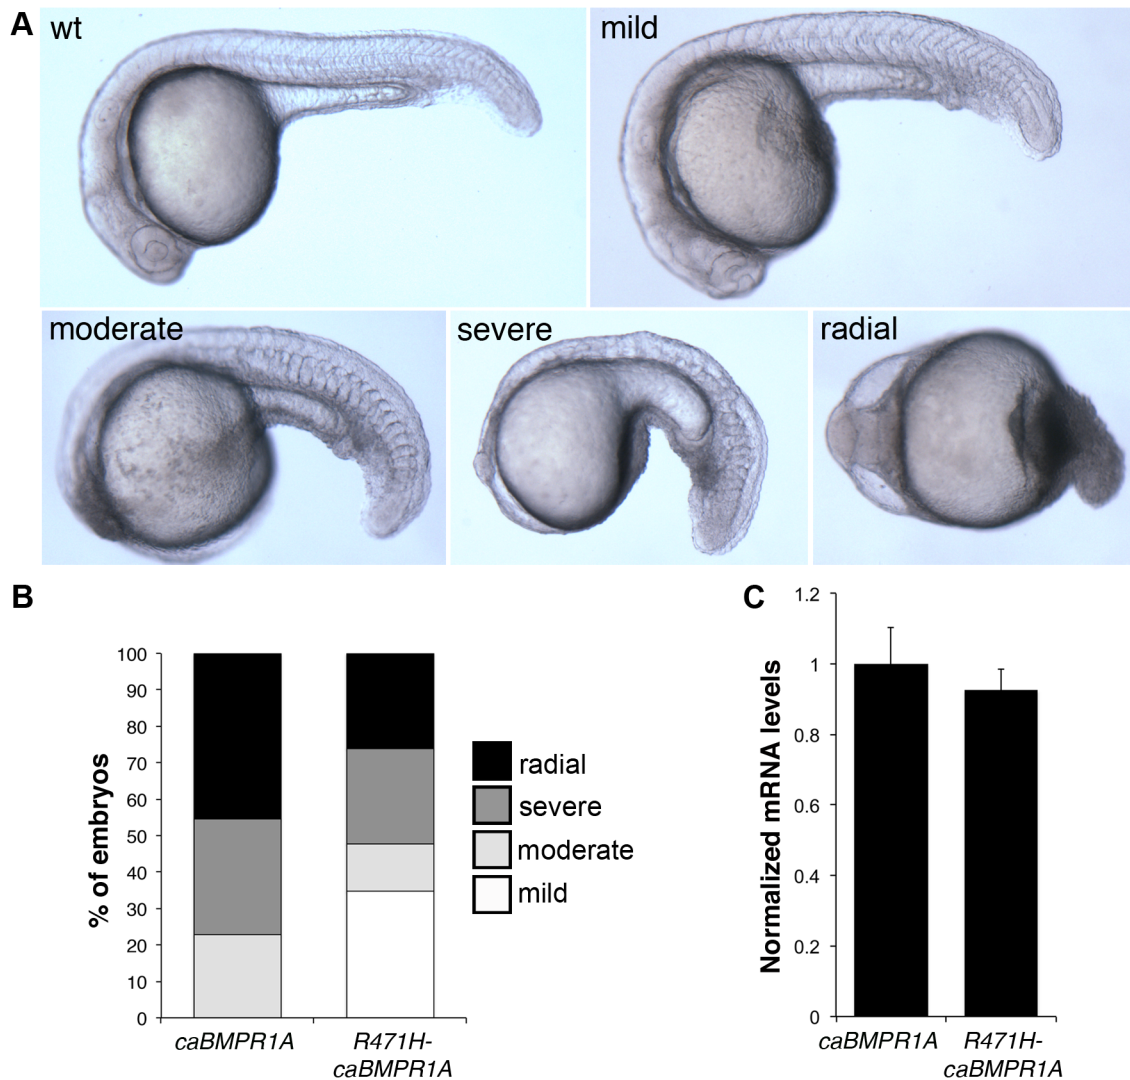 A
wt
mild
moderate
severe
radial
B
% of embryos
100
90
80
70
60
50
40
30
20
10
0
caBMPR1A
R471H-
caBMPR1A
radial
severe
moderate
mild
C
Normalized mRNA levels
1.2
1
0.8
0.6
0.4
0.2
0
caBMPR1A
R471H-
caBMPR1A